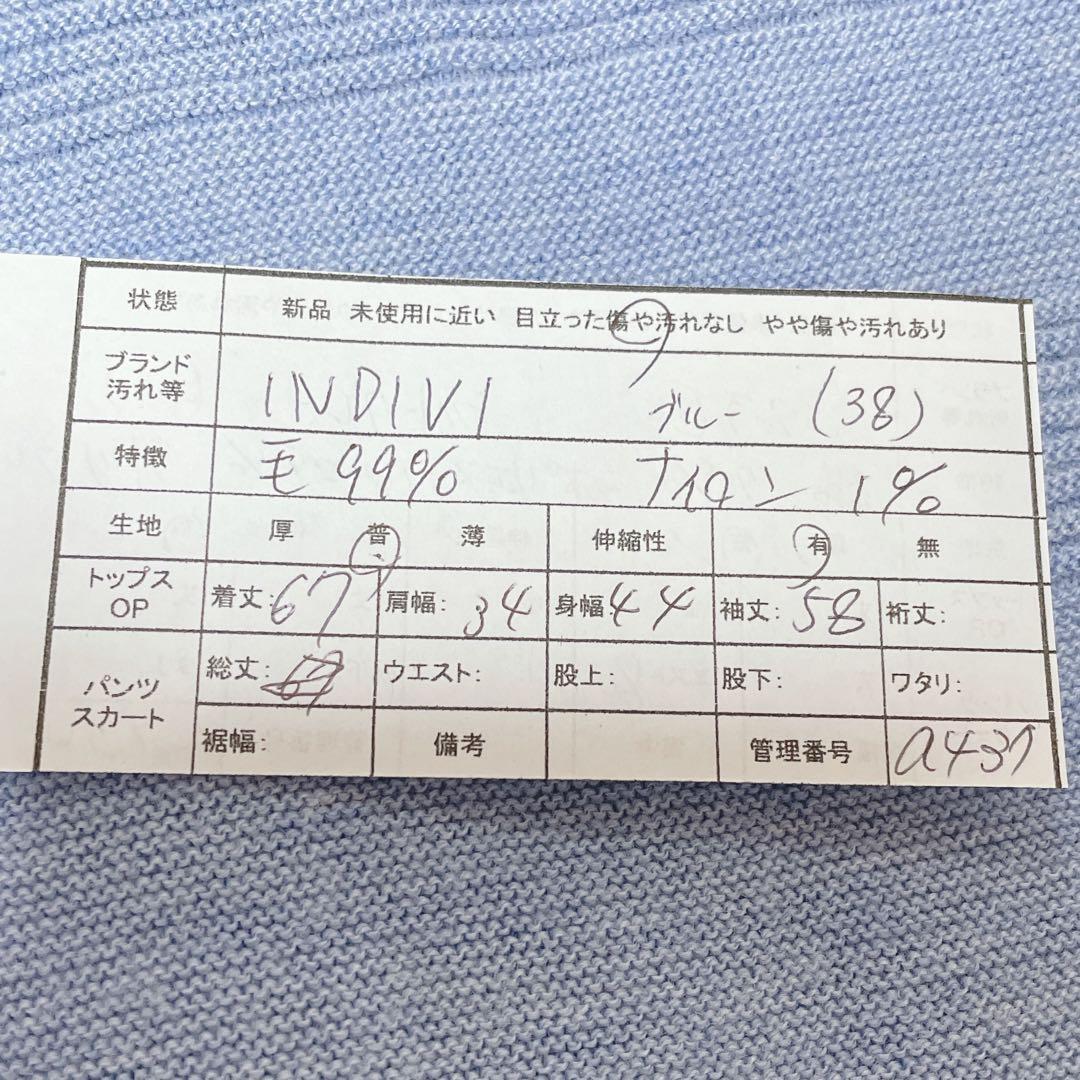 状態 新品 未使用に近い 目立った傷や汚れなし やや傷や汚れあり
ブランド
汚れ等 INDIVI ブルー (38)
特徴 毛99% ナイロン 1%
生地 厚 普 薄 伸縮性 有 無
トップス
OP 着丈:67 肩幅:34 身幅:44 袖丈:58 裄丈:
パンツ
スカート 総丈: ウエスト: 股上: 股下: ワタリ:
裾幅: 備考 管理番号 a437